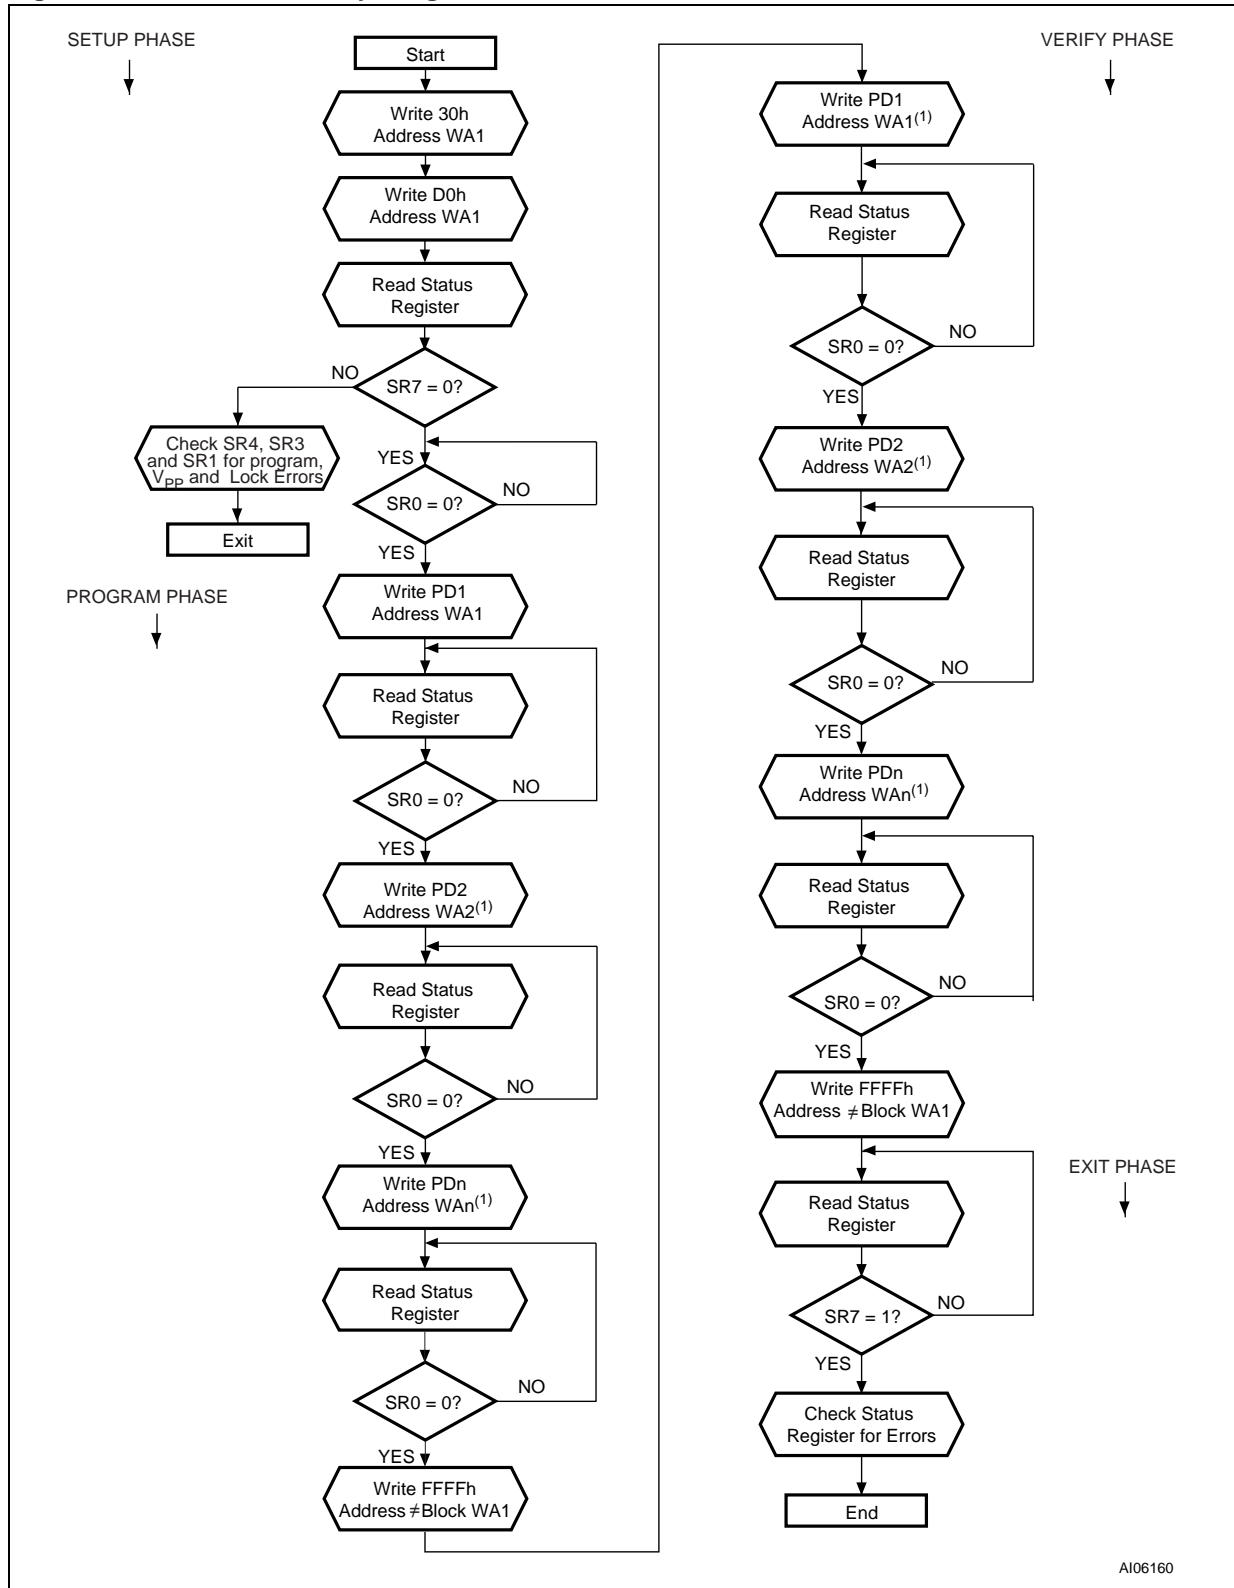 SETUP PHASE
Start
Write 30h
Address WA1
Write D0h
Address WA1
Read Status
Register
SR7 = 0?
NO
Check SR4, SR3
and SR1 for program,
VPP and Lock Errors
Exit
YES
SR0 = 0?
NO
YES
PROGRAM PHASE
Write PD1
Address WA1
Read Status
Register
SR0 = 0?
NO
YES
Write PD2
Address WA2(1)
Read Status
Register
SR0 = 0?
NO
YES
Write PDn
Address WAn(1)
Read Status
Register
SR0 = 0?
NO
YES
Write FFFFh
Address ≠ Block WA1
VERIFY PHASE
Write PD1
Address WA1(1)
Read Status
Register
SR0 = 0?
NO
YES
Write PD2
Address WA2(1)
Read Status
Register
SR0 = 0?
NO
YES
Write PDn
Address WAn(1)
Read Status
Register
SR0 = 0?
NO
YES
Write FFFFh
Address ≠ Block WA1
EXIT PHASE
Read Status
Register
SR7 = 1?
NO
YES
Check Status
Register for Errors
End
AI06160